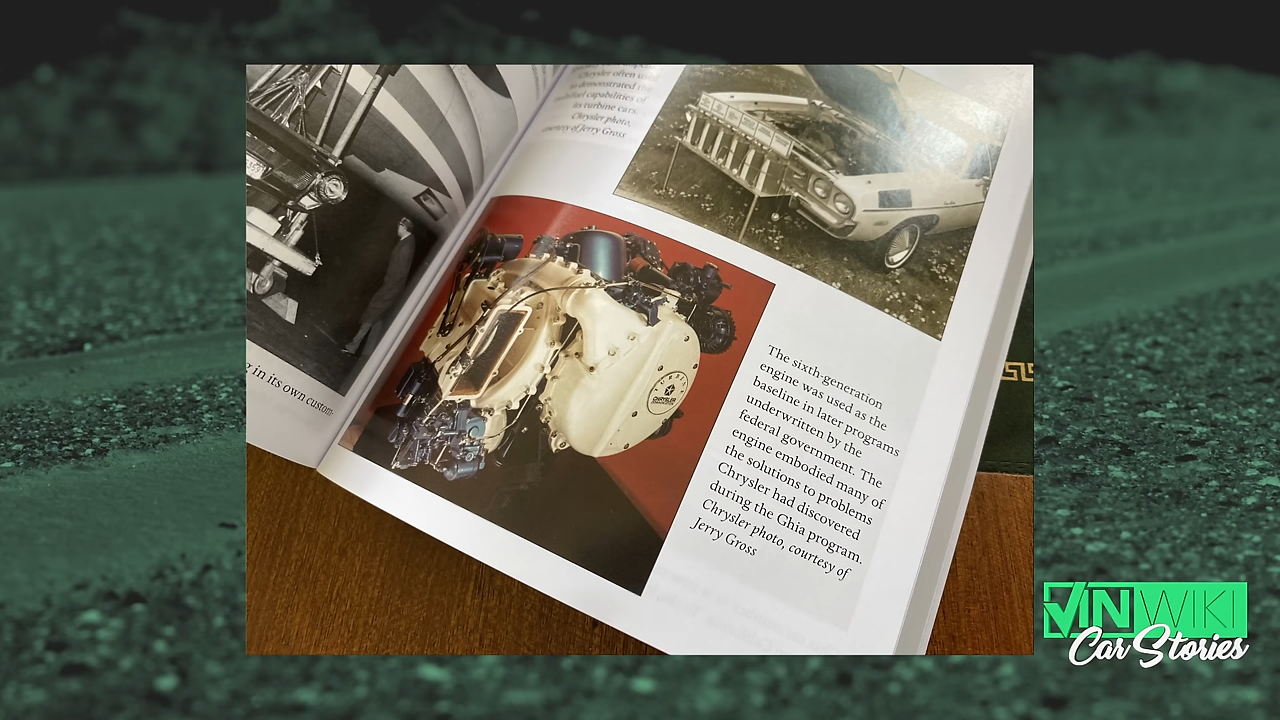 Chrysler often used
to demonstrated the
multifuel capabilities of
its turbine cars.
Chrysler photo,
courtesy of Jerry Gross
g in its own custom-
TURBINE
CHRYSLER
The sixth-generation
engine was used as the
baseline in later programs
underwritten by the
federal government. The
engine embodied many of
the solutions to problems
Chrysler had discovered
during the Ghia program.
Chrysler photo, courtesy of
Jerry Gross
VINWIKI
Car Stories